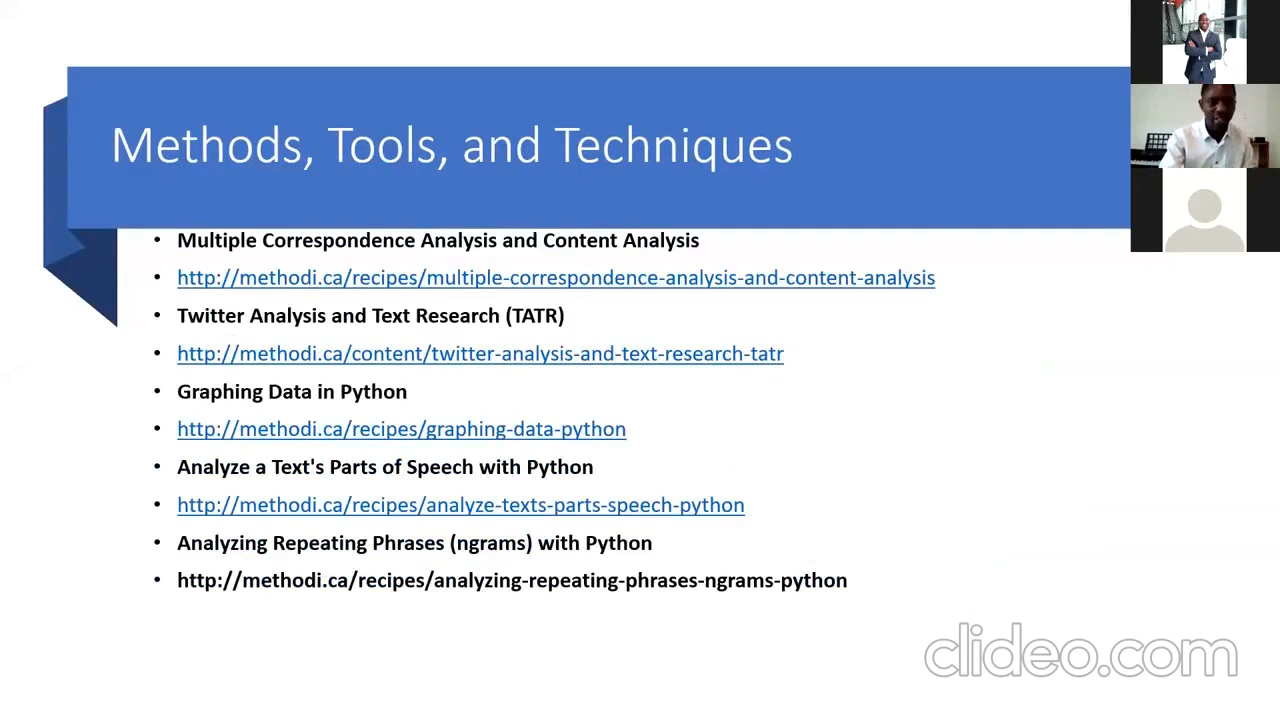 Methods, Tools, and Techniques
• Multiple Correspondence Analysis and Content Analysis
• http://methodi.ca/recipes/multiple-correspondence-analysis-and-content-analysis
• Twitter Analysis and Text Research (TATR)
• http://methodi.ca/content/twitter-analysis-and-text-research-tatr
• Graphing Data in Python
• http://methodi.ca/recipes/graphing-data-python
• Analyze a Text's Parts of Speech with Python
• http://methodi.ca/recipes/analyze-texts-parts-speech-python
• Analyzing Repeating Phrases (ngrams) with Python
• http://methodi.ca/recipes/analyzing-repeating-phrases-ngrams-python
clideo.com